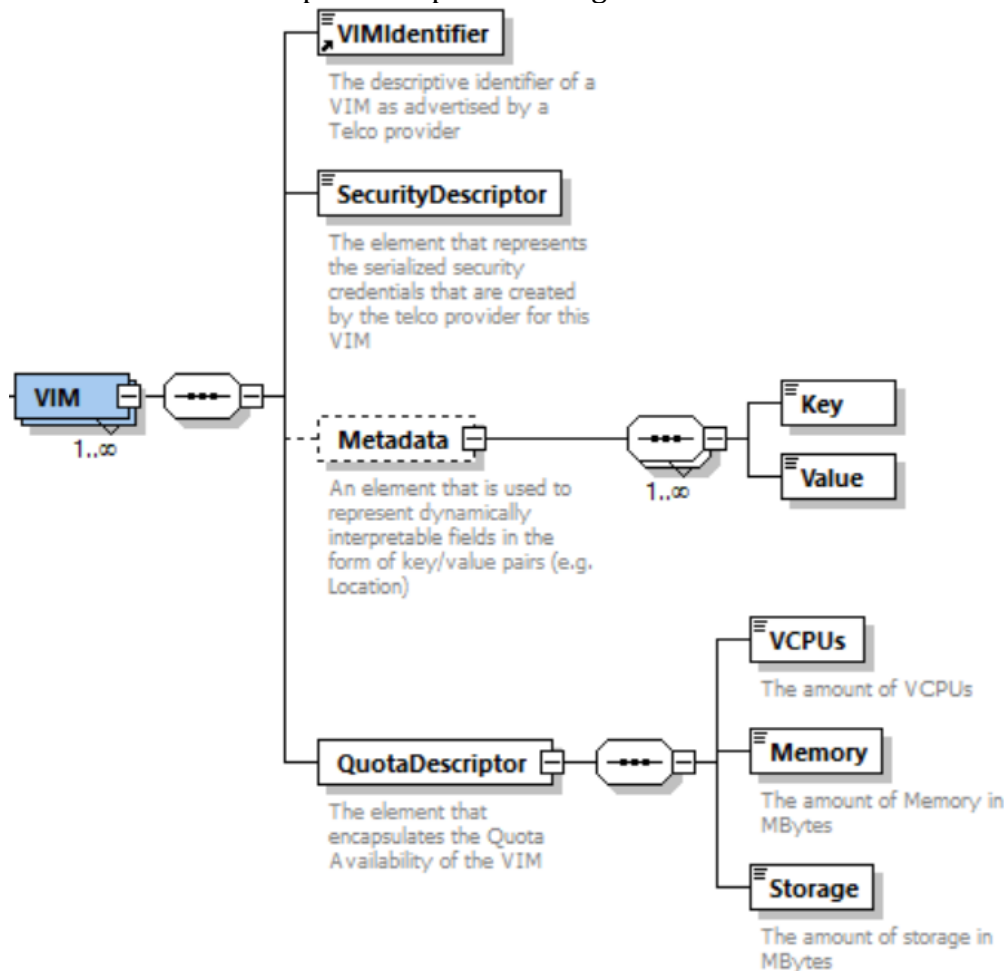 VIMIdentifier
The descriptive identifier of a
VIM as advertised by a
Telco provider
SecurityDescriptor
The element that represents
the serialized security
credentials that are created
by the telco provider for this
VIM
VIM
1..∞
Metadata
An element that is used to
represent dynamically
interpretable fields in the
form of key/value pairs (e.g.
Location)
1..∞
Key
Value
QuotaDescriptor
The element that
encapsulates the Quota
Availability of the VIM
VCPUs
The amount of VCPUs
Memory
The amount of Memory in
MBytes
Storage
The amount of storage in
MBytes